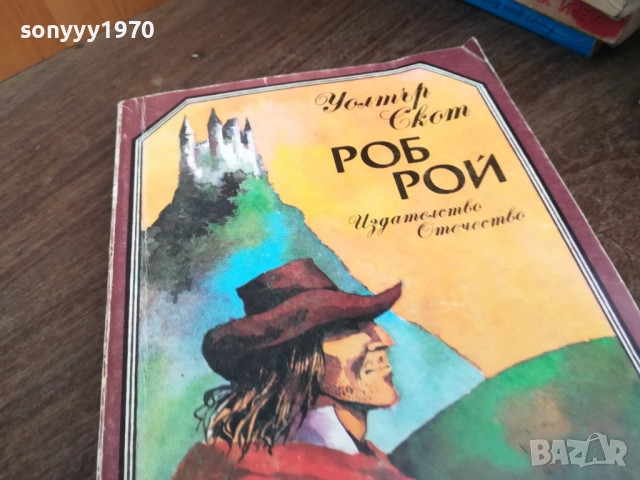 sonyyy1970
Уолтър
Скот
РОБ
РОЙ
Издателство
Отечество
BAZAR